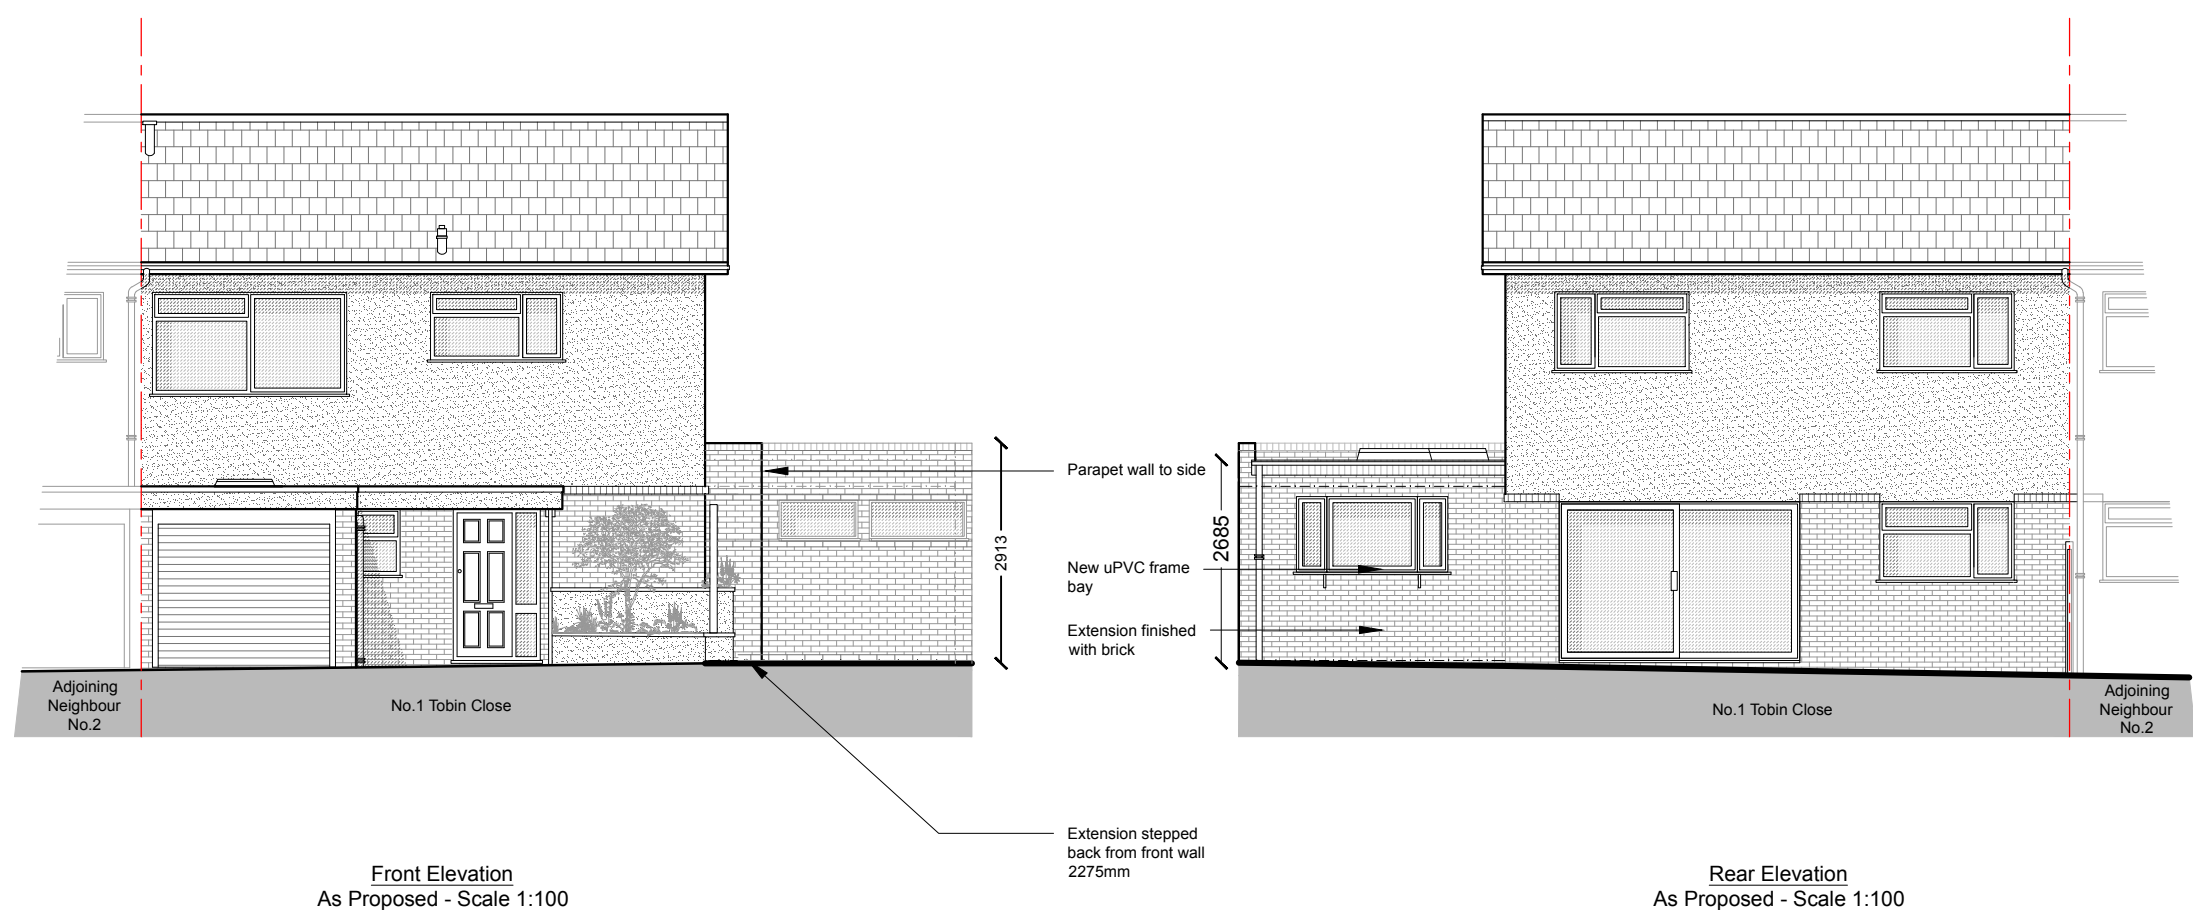 Parapet wall to side
2913
2685
New uPVC frame
bay
Extension finished
with brick
Adjoining
Neighbour
No.2
No.1 Tobin Close
No.1 Tobin Close
Adjoining
Neighbour
No.2
Extension stepped
back from front wall
2275mm
Front Elevation
As Proposed - Scale 1:100
Rear Elevation
As Proposed - Scale 1:100